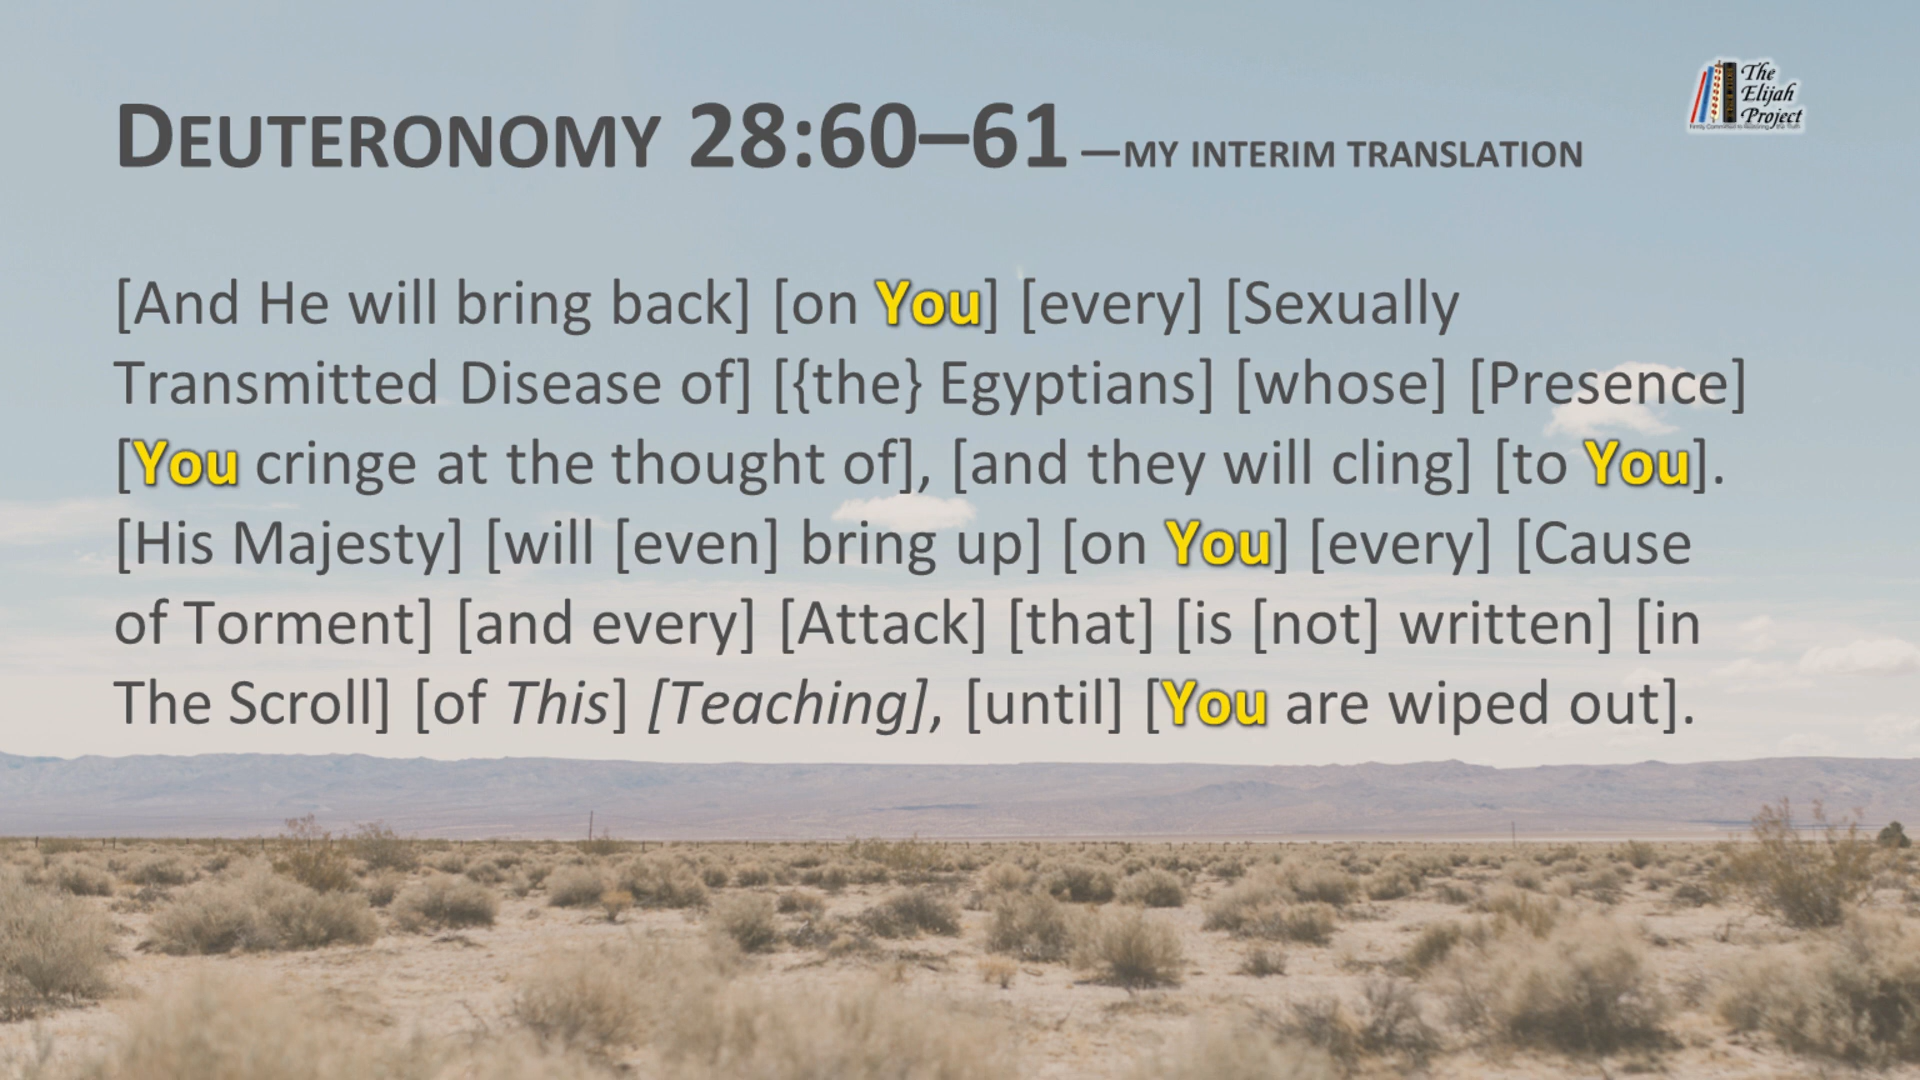 DEUTERONOMY 28:60–61 —MY INTERIM TRANSLATION
The
Elijah
Project
[And He will bring back] [on You] [every] [Sexually
Transmitted Disease of] [{the} Egyptians] [whose] [Presence]
[You cringe at the thought of], [and they will cling] [to You].
[His Majesty] [will [even] bring up] [on You] [every] [Cause
of Torment] [and every] [Attack] [that] [is [not] written] [in
The Scroll] [of This] [Teaching], [until] [You are wiped out].